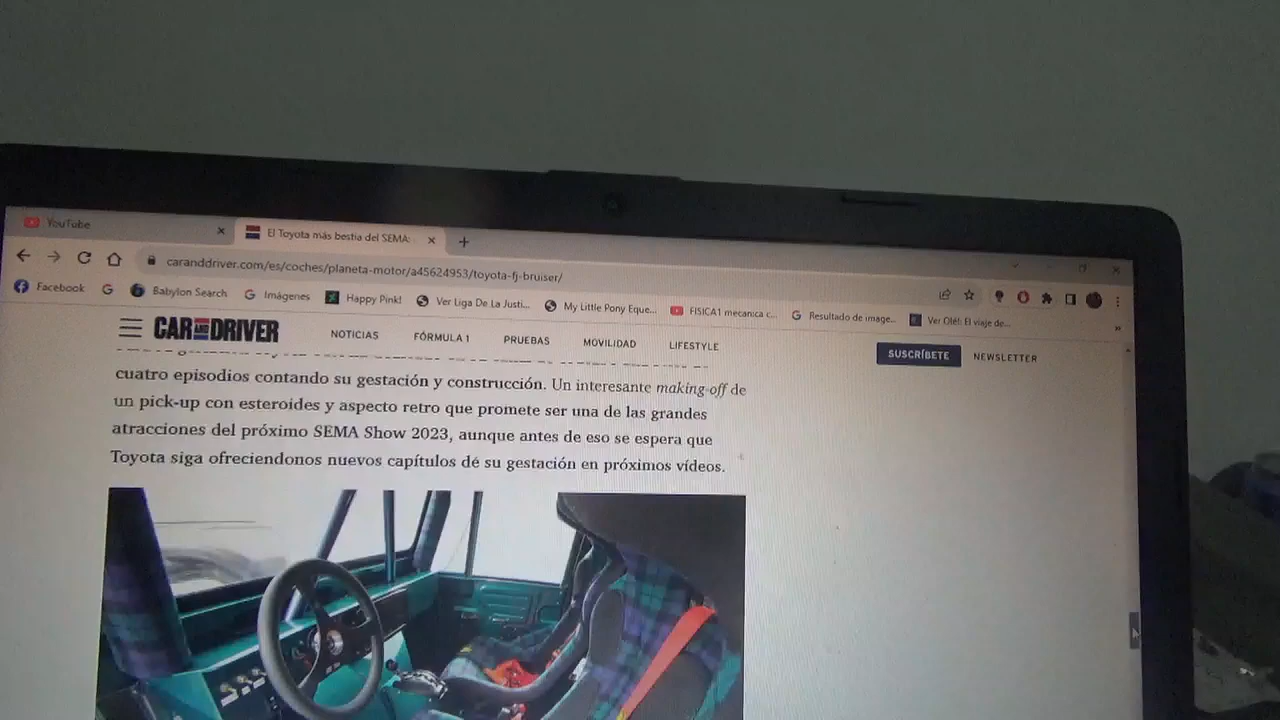 YouTube
El Toyota más bestia del SEMA:
caranddriver.com/es/coches/planeta-motor/a45624953/toyota-fj-bruiser/
Facebook
Babylon Search
Imágenes
Happy Pink!
Ver Liga De La Justi...
My Little Pony Eque...
FISICA1 mecanica c...
Resultado de image...
Ver Olé!: El viaje de...
CAR AND DRIVER
NOTICIAS
FÓRMULA 1
PRUEBAS
MOVILIDAD
LIFESTYLE
SUSCRÍBETE
NEWSLETTER
cuatro episodios contando su gestación y construcción. Un interesante making-off de
un pick-up con esteroides y aspecto retro que promete ser una de las grandes
atracciones del próximo SEMA Show 2023, aunque antes de eso se espera que
Toyota siga ofreciendonos nuevos capítulos de su gestación en próximos vídeos.